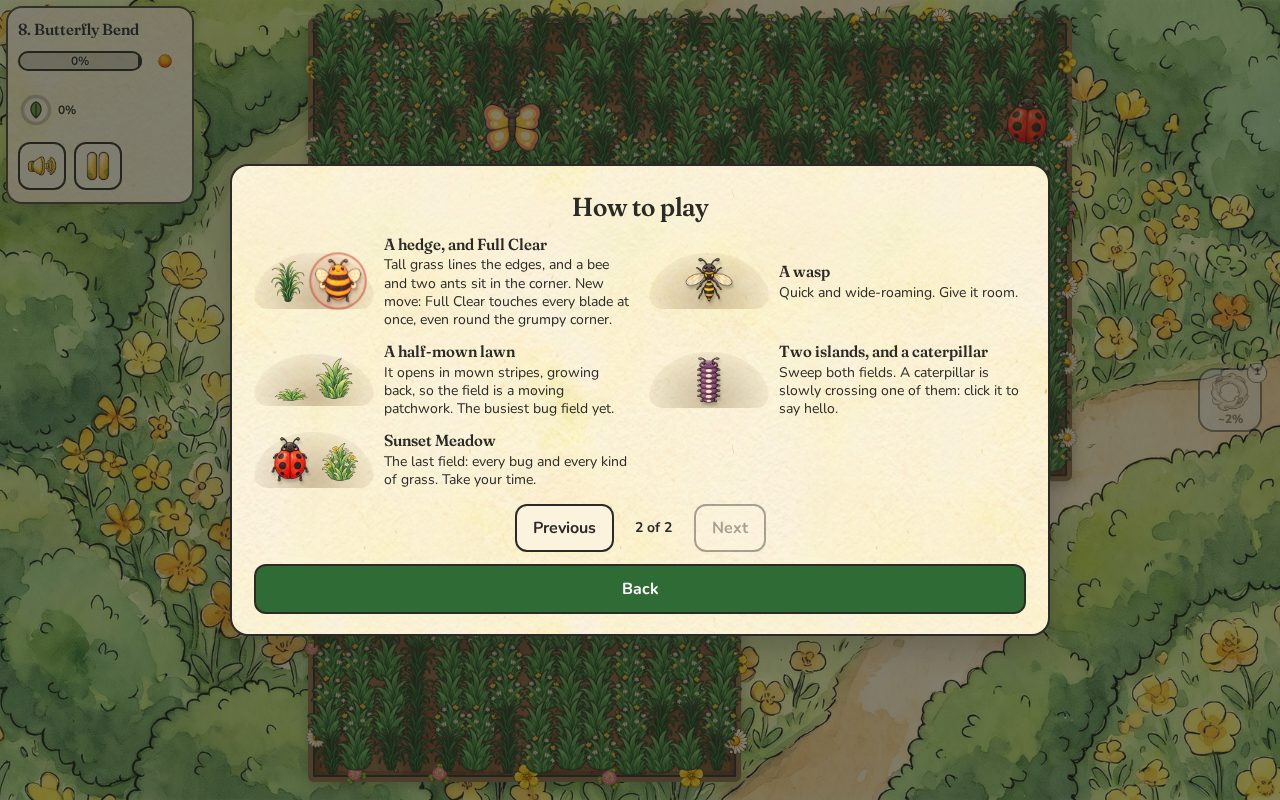 8. Butterfly Bend
0%
0%
How to play
A hedge, and Full Clear
Tall grass lines the edges, and a bee
and two ants sit in the corner. New
move: Full Clear touches every blade at
once, even round the grumpy corner.
A wasp
Quick and wide-roaming. Give it room.
A half-mown lawn
It opens in mown stripes, growing
back, so the field is a moving
patchwork. The busiest bug field yet.
Two islands, and a caterpillar
Sweep both fields. A caterpillar is
slowly crossing one of them: click it to
say hello.
Sunset Meadow
The last field: every bug and every kind
of grass. Take your time.
Previous
2 of 2
Next
Back
1
~2%